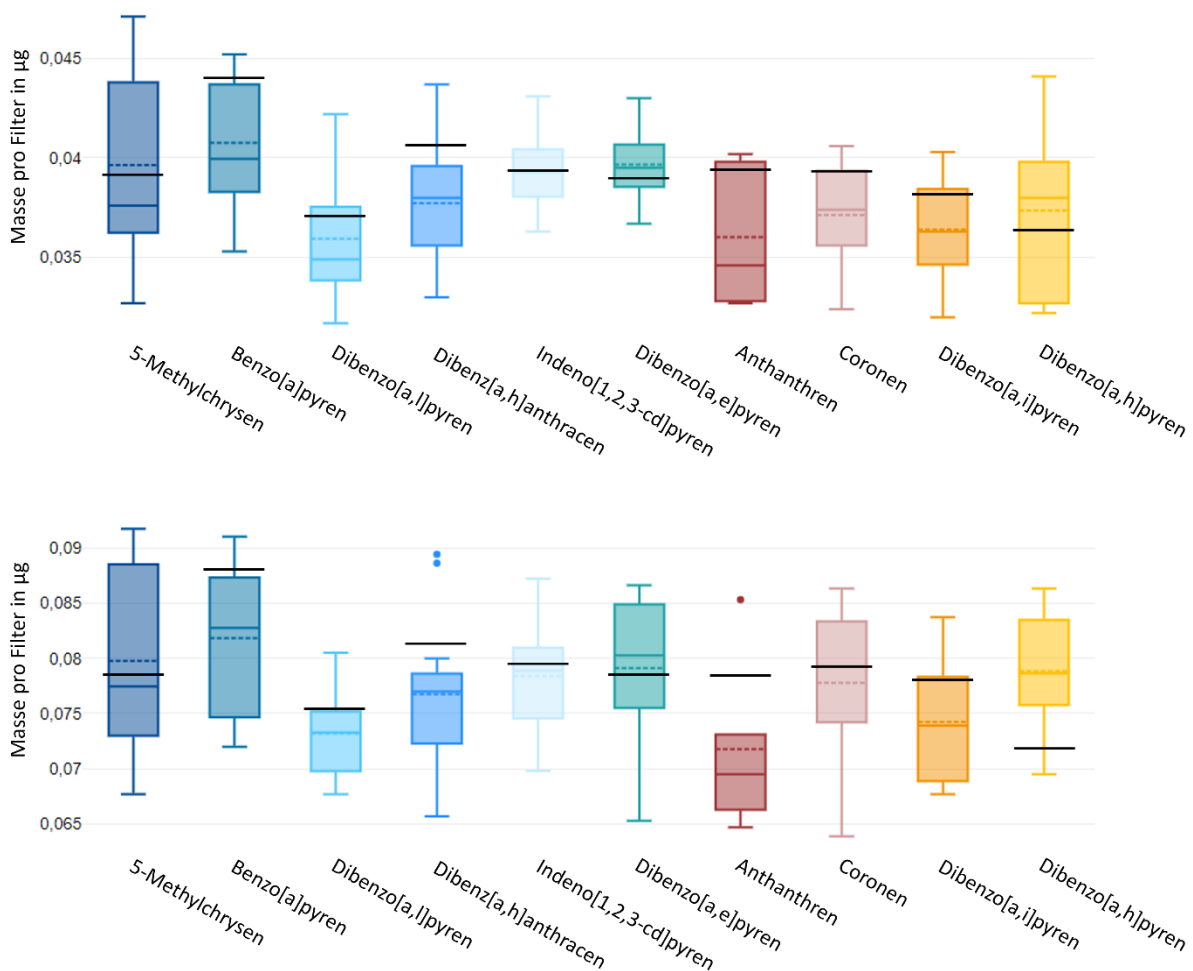 Masse pro Filter in µg
0,045
0,04
0,035
5-Methylchrysen
Benzo[a]pyren
Dibenzo[a,l]pyren
Dibenz[a,h]anthracen
Indeno[1,2,3-cd]pyren
Dibenzo[a,e]pyren
Anthanthren
Coronen
Dibenzo[a,i]pyren
Dibenzo[a,h]pyren
Masse pro Filter in µg
0,09
0,085
0,08
0,075
0,07
0,065
5-Methylchrysen
Benzo[a]pyren
Dibenzo[a,l]pyren
Dibenz[a,h]anthracen
Indeno[1,2,3-cd]pyren
Dibenzo[a,e]pyren
Anthanthren
Coronen
Dibenzo[a,i]pyren
Dibenzo[a,h]pyren